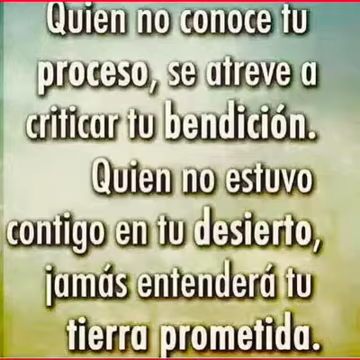 Quien no conoce tu
proceso, se atreve a
criticar tu bendición.
Quien no estuvo
contigo en tu desierto,
jamás entenderá tu
tierra prometida.